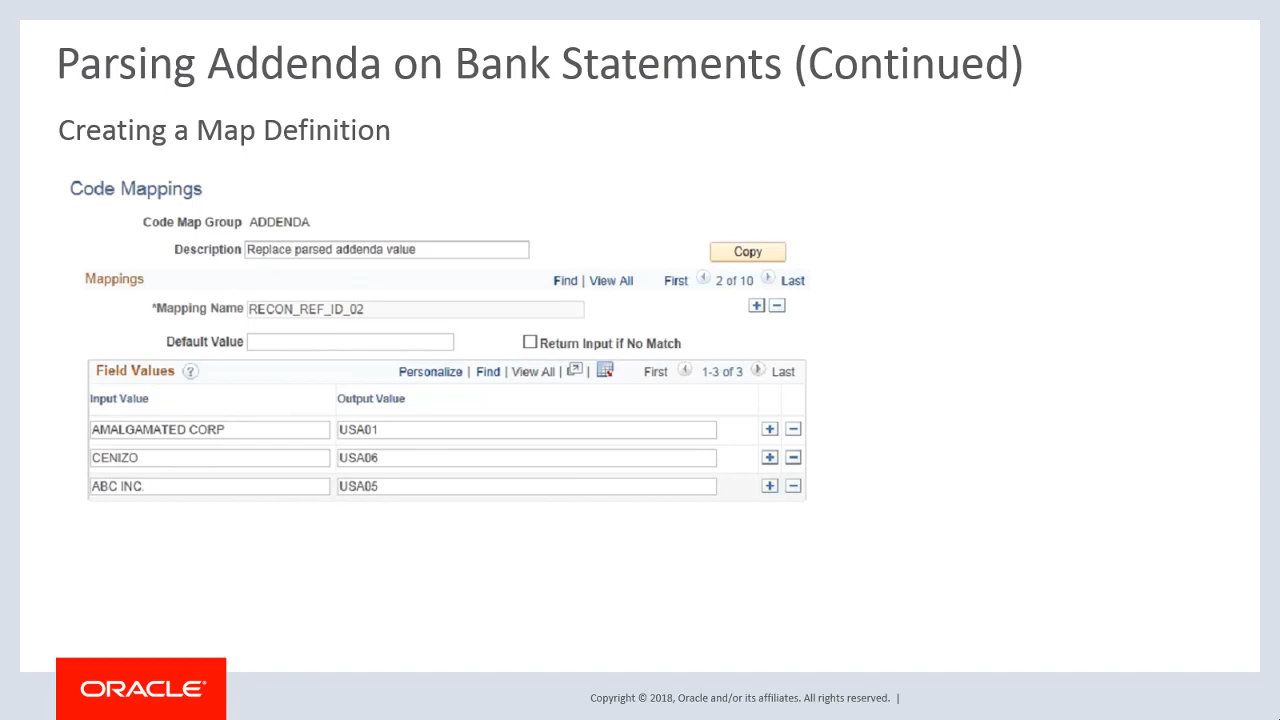 Parsing Addenda on Bank Statements (Continued)
Creating a Map Definition
Code Mappings
Code Map Group ADDENDA
Description Replace parsed addenda value Copy
Mappings Find | View All First 2 of 10 Last
*Mapping Name RECON_REF_ID_02
Default Value Return Input if No Match
Field Values ? Personalize | Find | View All | | First 1-3 of 3 Last
Input Value Output Value
AMALGAMATED CORP USA01
CENIZO USA06
ABC INC. USA05
ORACLE®
Copyright © 2018, Oracle and/or its affiliates. All rights reserved. |